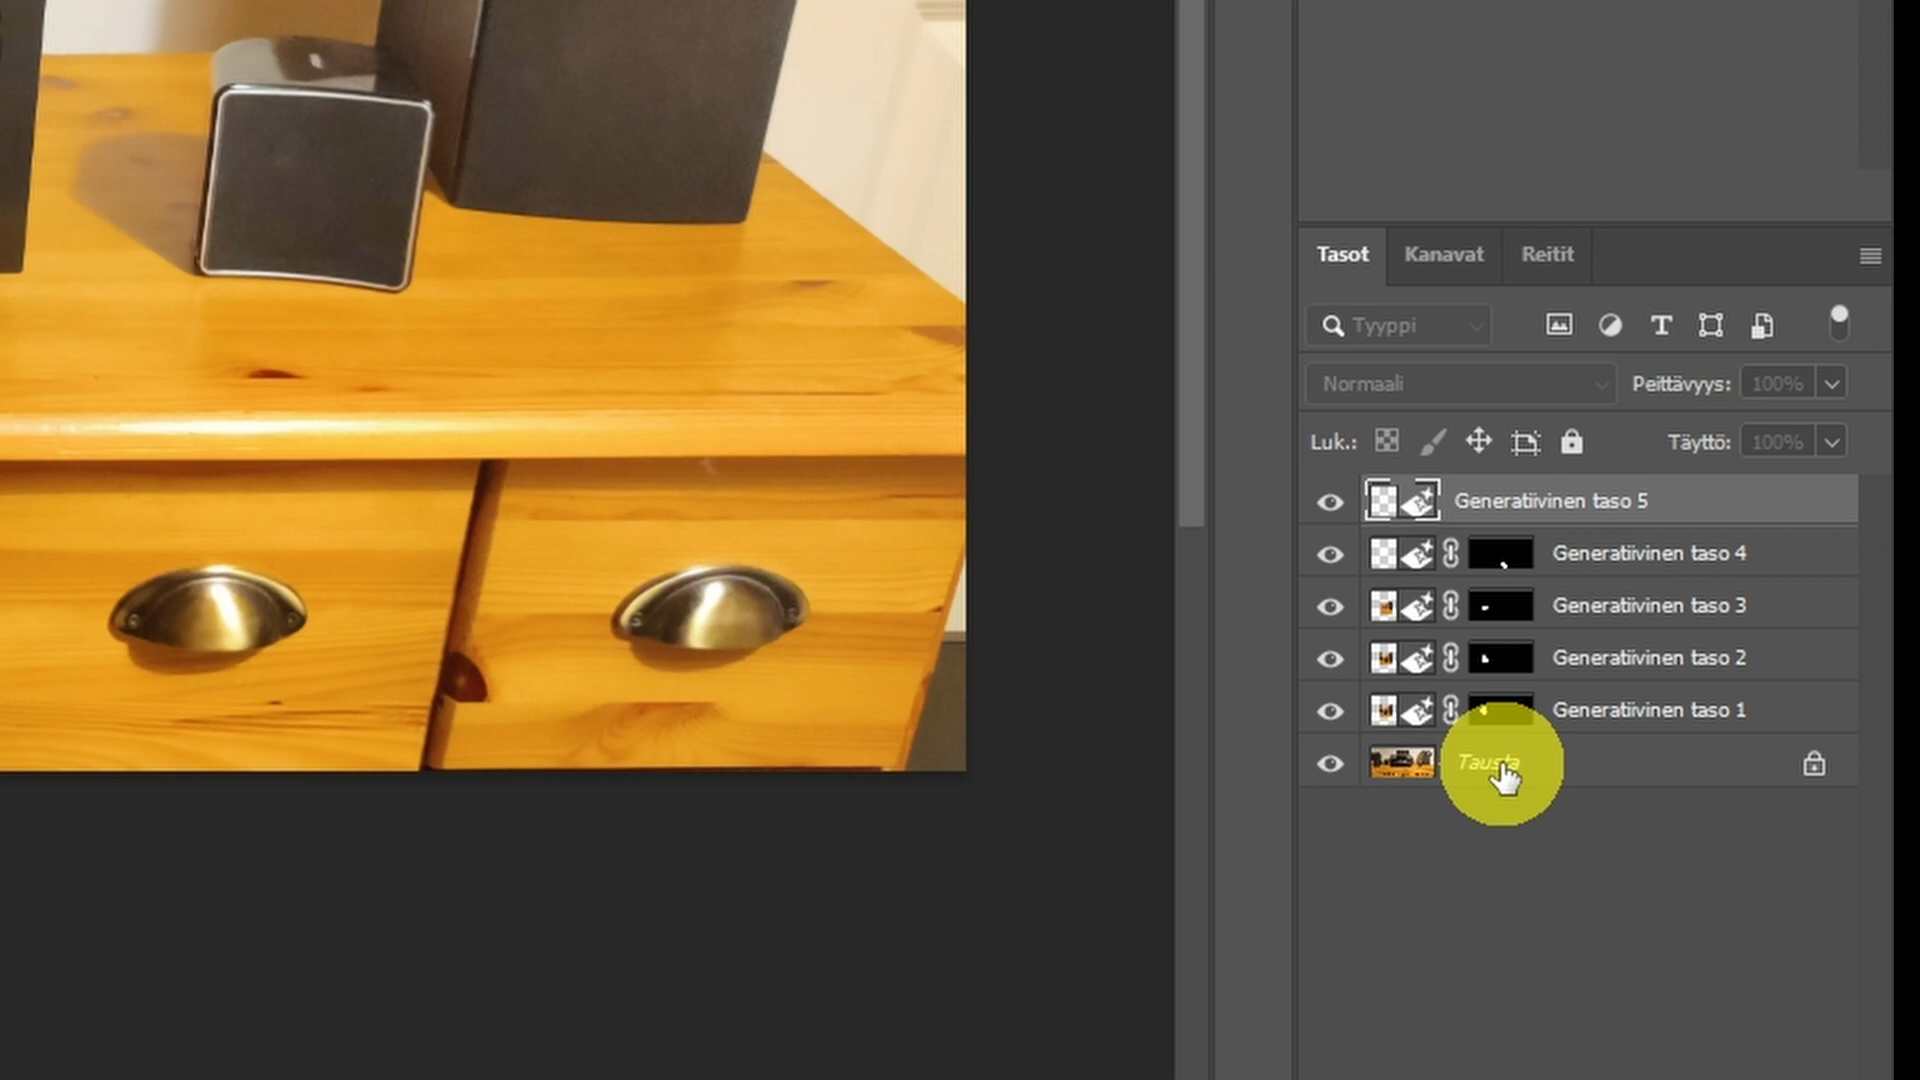 Tasot Kanavat Reitit
Tyyppi
Normaali Peittävyys: 100%
Luk.: Täyttö: 100%
Generatiivinen taso 5
Generatiivinen taso 4
Generatiivinen taso 3
Generatiivinen taso 2
Generatiivinen taso 1
Tausta